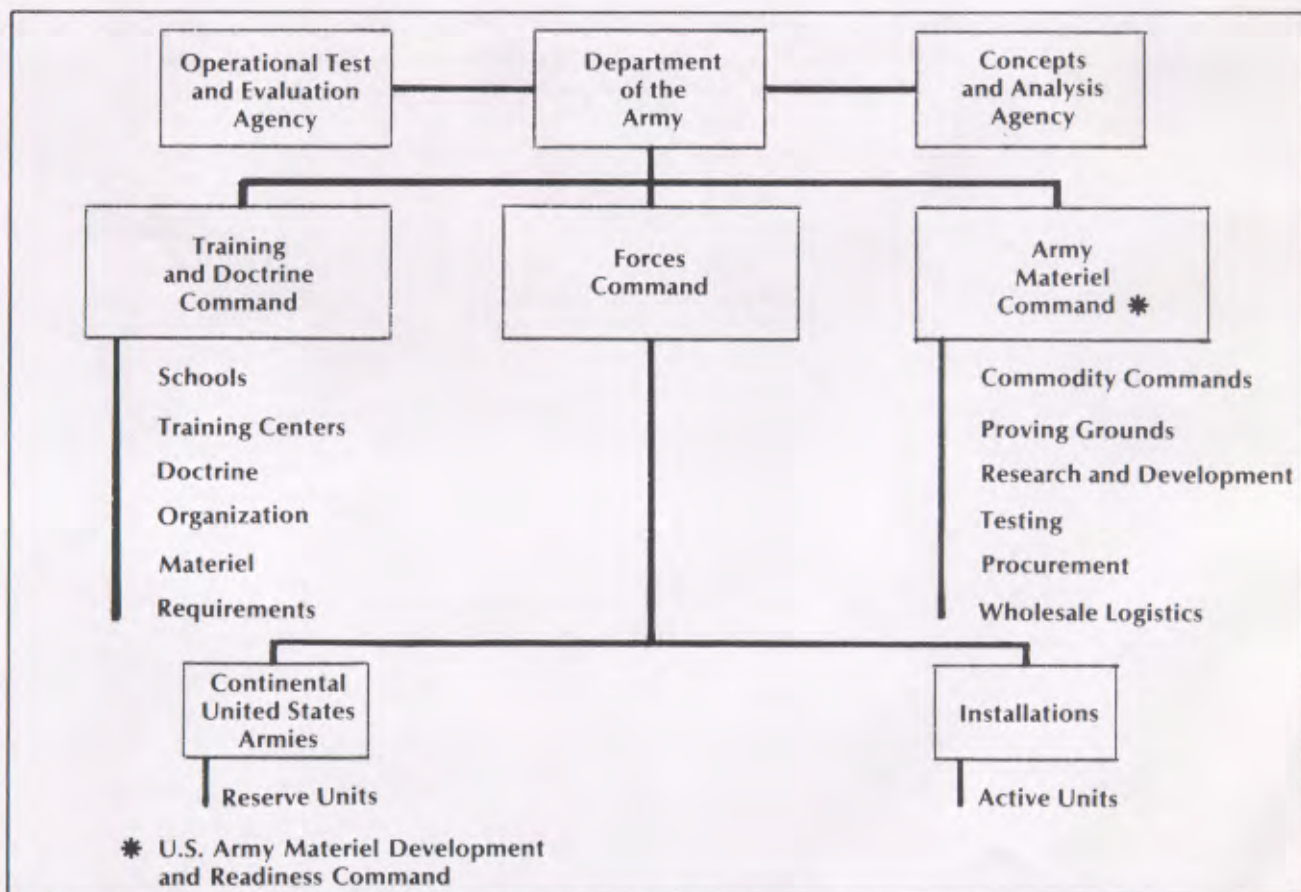 Operational Test
and Evaluation
Agency
Department
of the
Army
Concepts
and Analysis
Agency
Training
and Doctrine
Command
Forces
Command
Army
Materiel
Command *
Schools
Training Centers
Doctrine
Organization
Materiel
Requirements
Commodity Commands
Proving Grounds
Research and Development
Testing
Procurement
Wholesale Logistics
Continental
United States
Armies
Installations
Reserve Units
Active Units
* U.S. Army Materiel Development
and Readiness Command